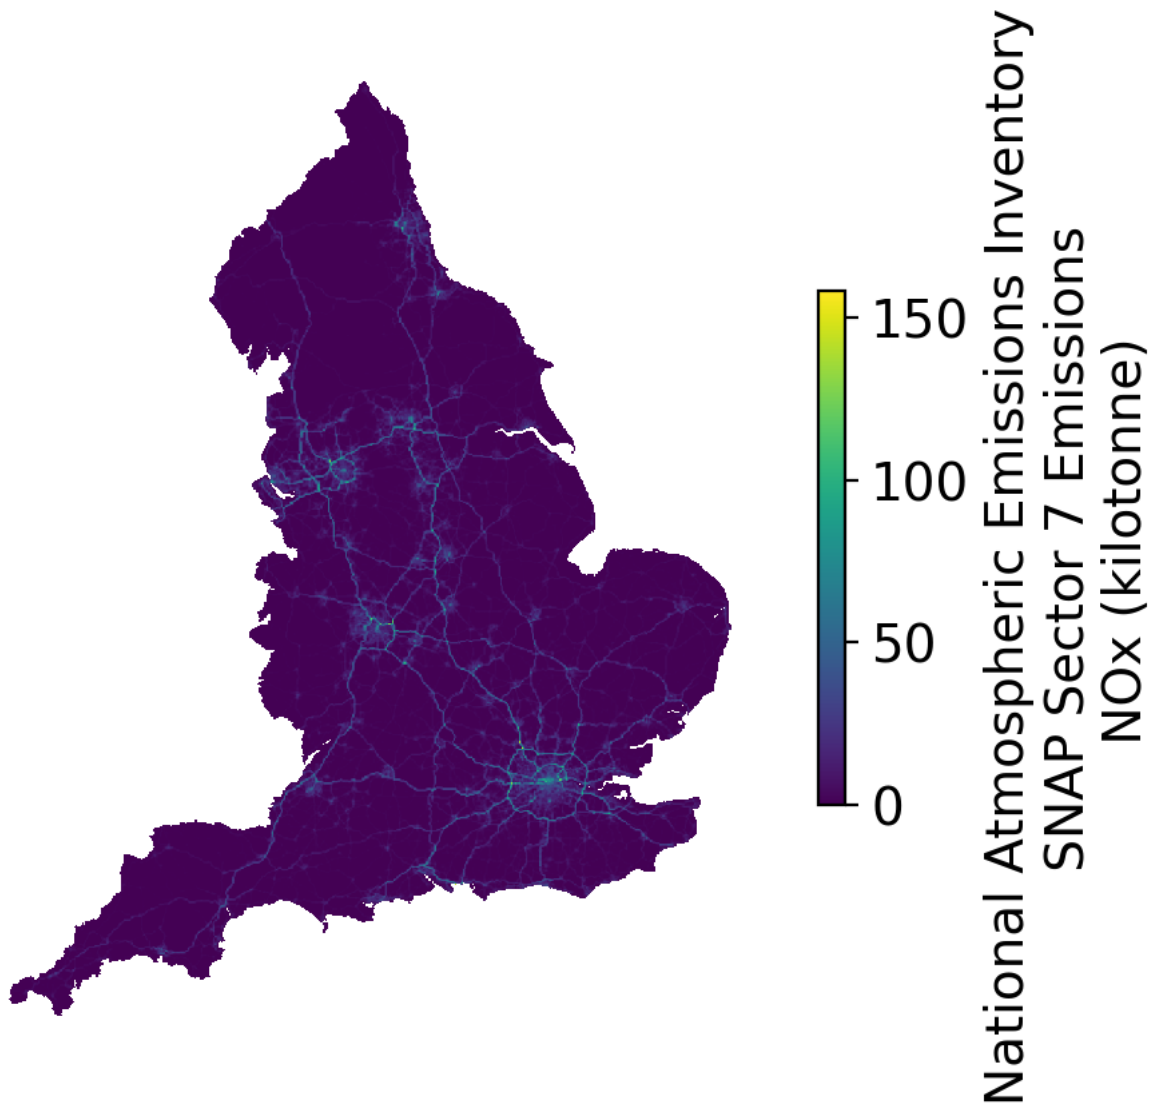 150
100
50
0
National Atmospheric Emissions Inventory
SNAP Sector 7 Emissions
NOx (kilotonne)